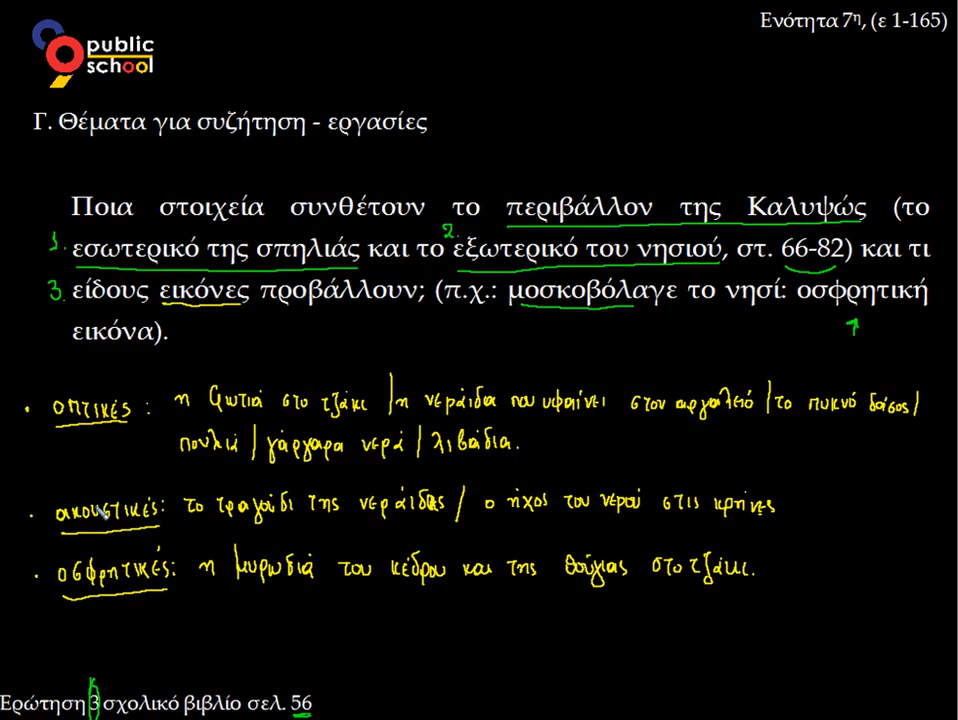 Ενότητα 7η, (ε 1-165)
public
school
Γ. Θέματα για συζήτηση - εργασίες
Ποια στοιχεία συνθέτουν το περιβάλλον της Καλυψώς (το
1. εσωτερικό της σπηλιάς και το 2. εξωτερικό του νησιού, στ. 66-82) και τι
3. είδους εικόνες προβάλλουν; (π.χ.: μοσκοβόλαγε το νησί: οσφρητική
εικόνα).
• οπτικές: η φωτιά στο τζάκι / η νεράιδα που υφαίνει στον αργαλειό / το πυκνό δάσος /
πουλιά / γάργαρα νερά / λιβάδια.
• ακουστικές: το τραγούδι της νεράιδας / ο ήχος του νερού στις κρήνες
• οσφρητικές: η μυρωδιά του κέδρου και της θούγιας στο τζάκι.
Ερώτηση 3 σχολικό βιβλίο σελ. 56